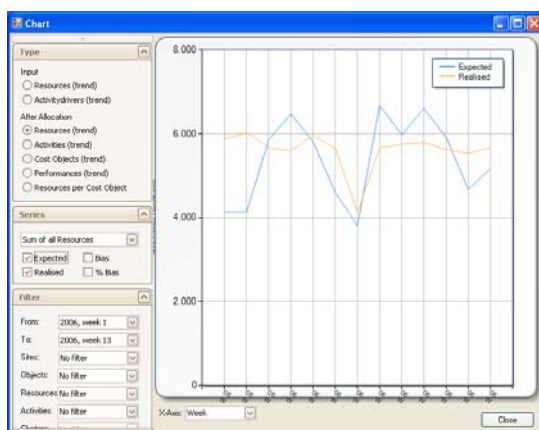 Chart
Type
Input
Resources (trend)
Activitydrivers (trend)
After Allocation
Resources (trend)
Activities (trend)
Cost Objects (trend)
Performances (trend)
Resources per Cost Object
Series
Sum of all Resources
Expected
Bias
Realised
% Bias
Filter
From: 2006, week 1
To: 2006, week 13
Sites: No filter
Objects: No filter
Resources No filter
Activities: No filter
8.000
6.000
4.000
2.000
0
Expected
Realised
X-Axis: Week
Close